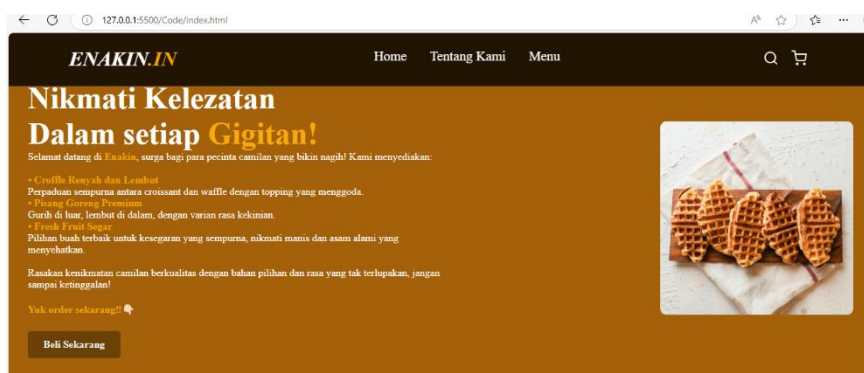 127.0.0.1:5500/Code/index.html
ENAKIN.IN
Home Tentang Kami Menu
Nikmati Kelezatan
Dalam setiap Gigitan!
Selamat datang di Enakin, surga bagi para pecinta camilan yang bikin nagih! Kami menyediakan:
• Croffle Renyah dan Lembut
Perpaduan sempurna antara croissant dan waffle dengan topping yang menggoda.
• Pisang Goreng Premium
Gurih di luar, lembut di dalam, dengan varian rasa kekinian.
• Fresh Fruit Segar
Pilihan buah terbaik untuk kesegaran yang sempurna, nikmati manis dan asam alami yang
menyehatkan.
Rasakan kenikmatan camilan berkualitas dengan bahan pilihan dan rasa yang tak terlupakan, jangan
sampai ketinggalan!
Yuk order sekarang!!👇
Beli Sekarang